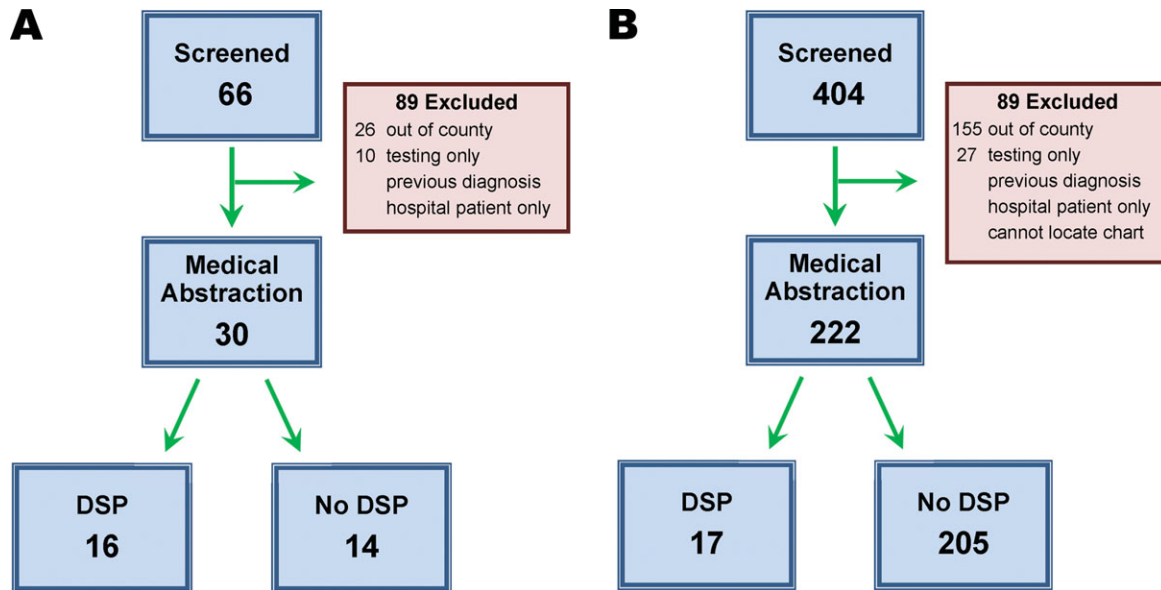 A
Screened
66
89 Excluded
26 out of county
10 testing only
previous diagnosis
hospital patient only
Medical
Abstraction
30
DSP
16
No DSP
14
B
Screened
404
89 Excluded
155 out of county
27 testing only
previous diagnosis
hospital patient only
cannot locate chart
Medical
Abstraction
222
DSP
17
No DSP
205